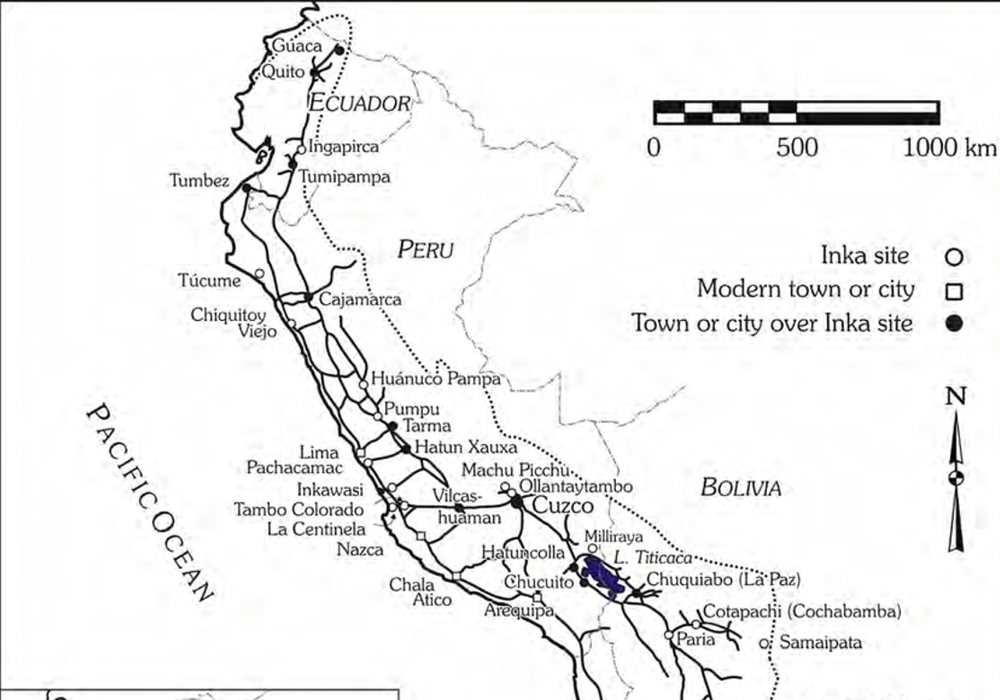 Guaca
Quito
ECUADOR
0 500 1000 km
Ingapirca
Tumipampa
Tumbez
PERU
Inka site
Túcume
Modern town or city
Cajamarca
Chiquitoy
Viejo
Town or city over Inka site
Huánuco Pampa
N
Pumpu
Tarma
PACIFIC OCEAN
Hatun Xauxa
Lima
Pachacamac
Machu Picchu
Ollantaytambo
BOLIVIA
Inkawasi
Vilcas-
huaman
Cuzco
Tambo Colorado
La Centinela
Nazca
Milliraya
Hatuncolla
L. Titicaca
Chucuito
Chuquiabo (La Paz)
Chala
Atico
Arequipa
Cotapachi (Cochabamba)
Paria
Samaipata